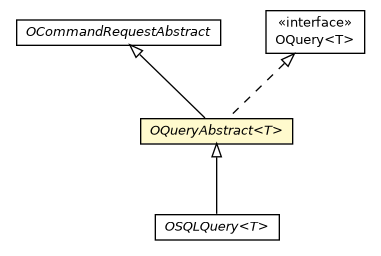 OCommandRequestAbstract
«interface»
OQuery<T>
OQueryAbstract<T>
OSQLQuery<T>